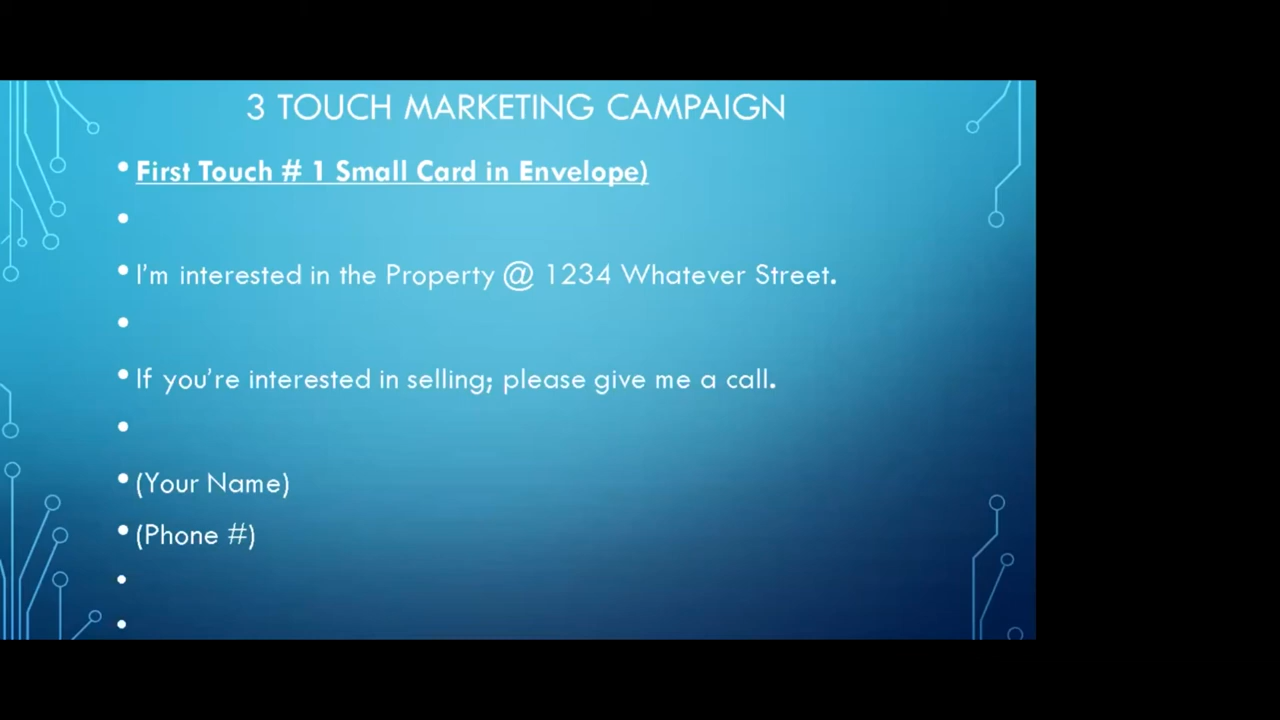 3 TOUCH MARKETING CAMPAIGN
• First Touch # 1 Small Card in Envelope)
•
• I'm interested in the Property @ 1234 Whatever Street.
•
• If you're interested in selling; please give me a call.
•
• (Your Name)
• (Phone #)
•
•